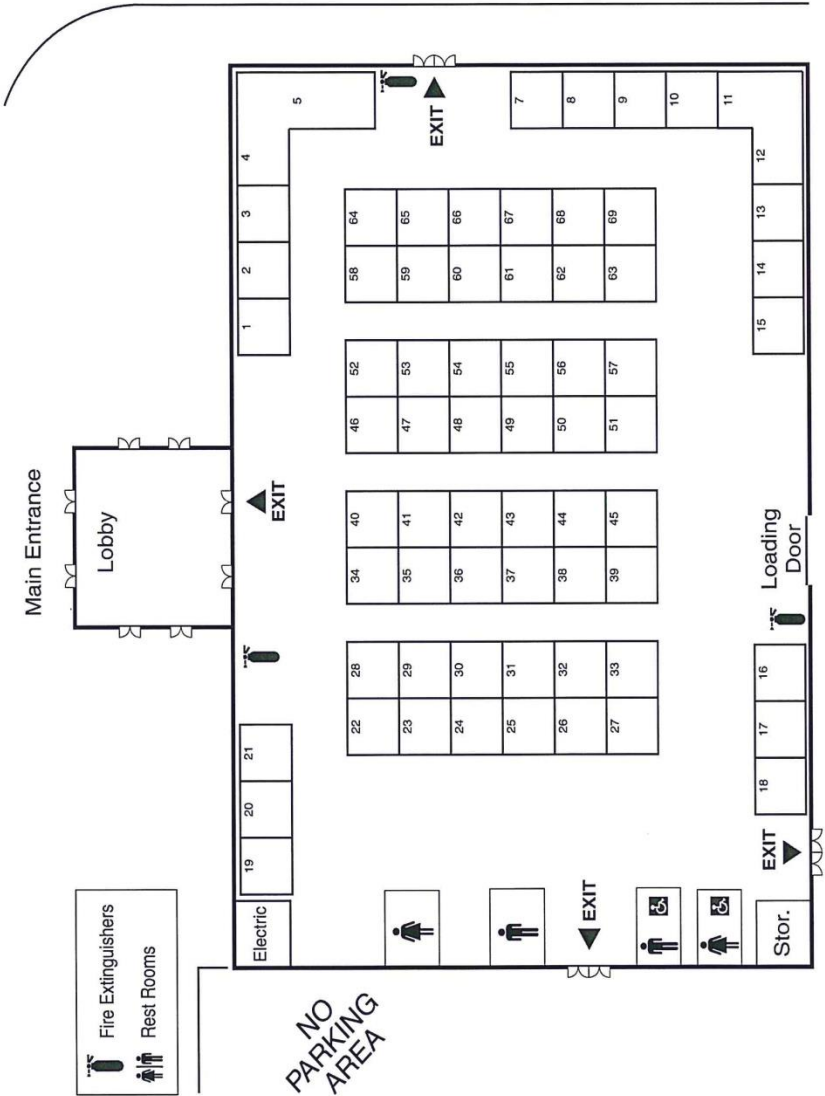 Main Entrance
Fire Extinguishers
Rest Rooms
Lobby
NO
PARKING
AREA
Electric
19 20 21
EXIT
1 2 3 4
5
EXIT
22 28 34 40 46 52 58 64
23 29 35 41 47 53 59 65
24 30 36 42 48 54 60 66
25 31 37 43 49 55 61 67
26 32 38 44 50 56 62 68
27 33 39 45 51 57 63 69
7
8
9
10
11
EXIT
Stor.
EXIT
18 17 16
Loading
Door
15 14 13 12